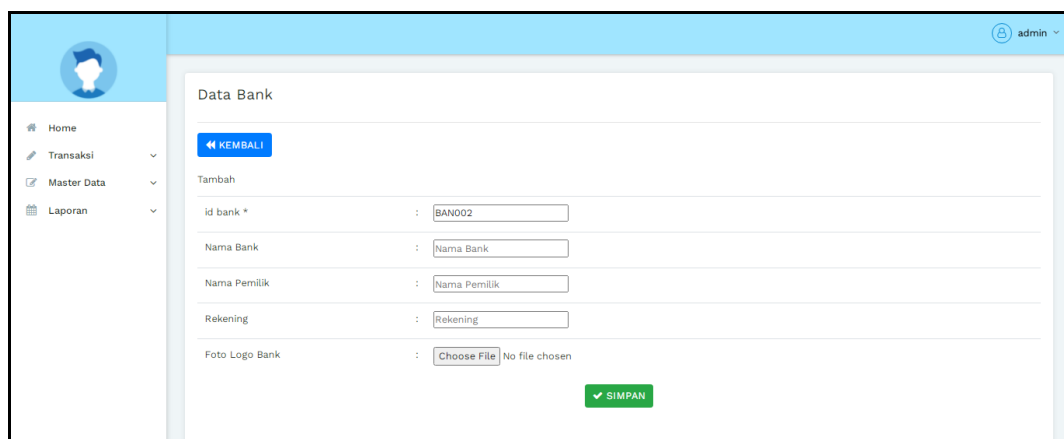 admin
Home
Transaksi
Master Data
Laporan
Data Bank
KEMBALI
Tambah
id bank * : BAN002
Nama Bank : Nama Bank
Nama Pemilik : Nama Pemilik
Rekening : Rekening
Foto Logo Bank : Choose File No file chosen
SIMPAN